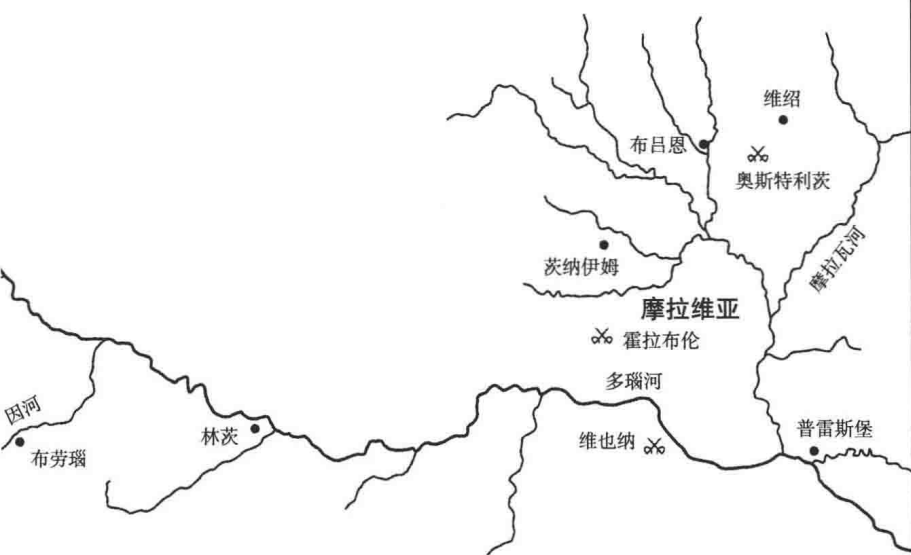 维绍
布吕恩
奥斯特利茨
摩拉瓦河
茨纳伊姆
摩拉维亚
霍拉布伦
多瑙河
因河
林茨
布劳瑙
维也纳
普雷斯堡